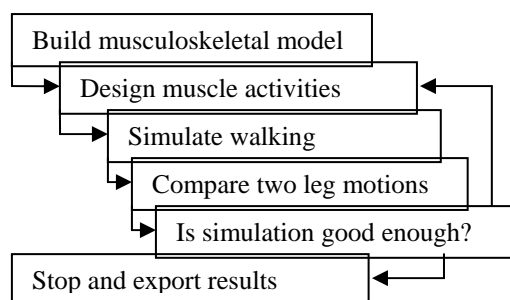 Build musculoskeletal model
Design muscle activities
Simulate walking
Compare two leg motions
Is simulation good enough?
Stop and export results